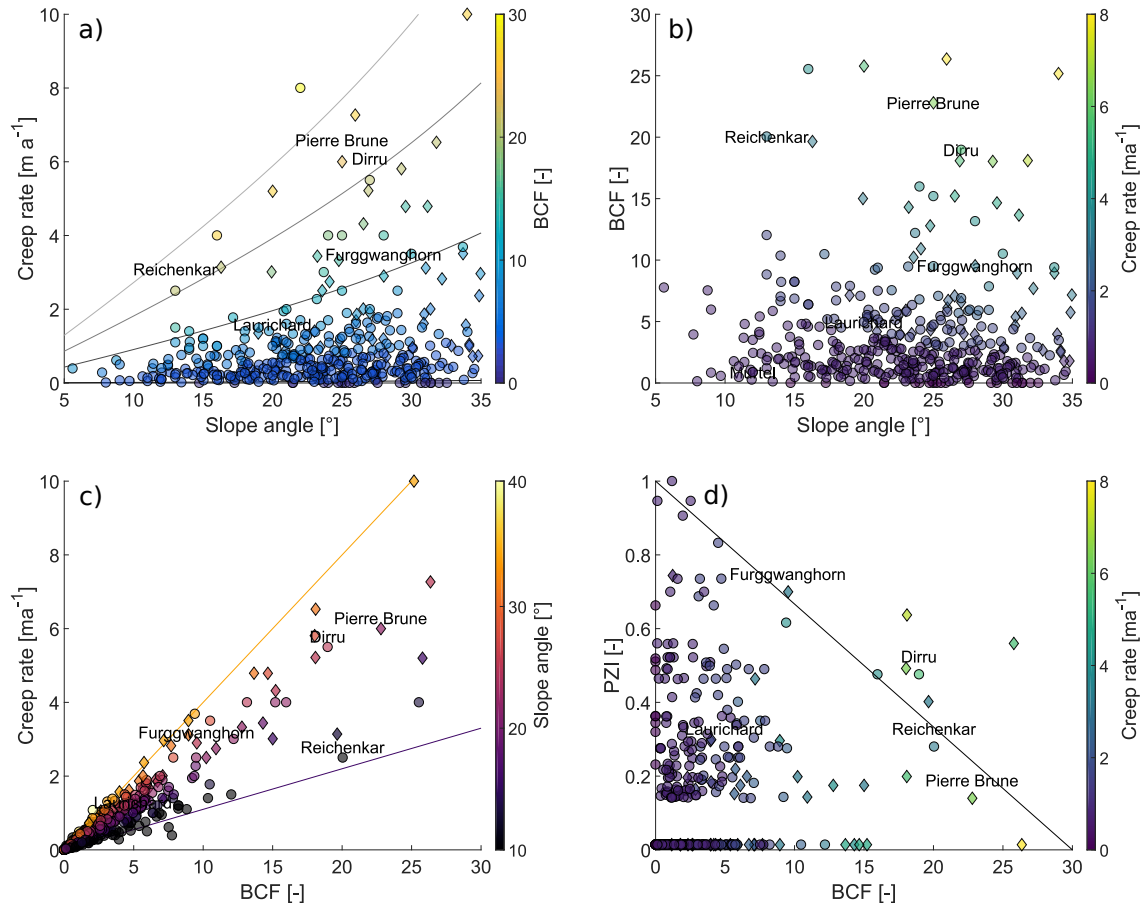 a)
10
8
6
4
2
0
Creep rate [m a⁻¹]
5 10 15 20 25 30 35
Slope angle [°]
Pierre Brune
Dirru
Reichenkar
Furggwanghorn
Laurichard
30
20
10
0
BCF [-]
b)
30
25
20
15
10
5
0
BCF [-]
5 10 15 20 25 30 35
Slope angle [°]
Pierre Brune
Reichenkar
Dirru
Furggwanghorn
Laurichard
Murtel
8
6
4
2
0
Creep rate [ma⁻¹]
c)
10
8
6
4
2
0
Creep rate [ma⁻¹]
0 5 10 15 20 25 30
BCF [-]
Pierre Brune
Dirru
Furggwanghorn
Reichenkar
Laurichard
40
30
20
10
Slope angle [°]
d)
1
0.8
0.6
0.4
0.2
0
PZI [-]
0 5 10 15 20 25 30
BCF [-]
Furggwanghorn
Dirru
Laurichard
Reichenkar
Pierre Brune
8
6
4
2
0
Creep rate [ma⁻¹]